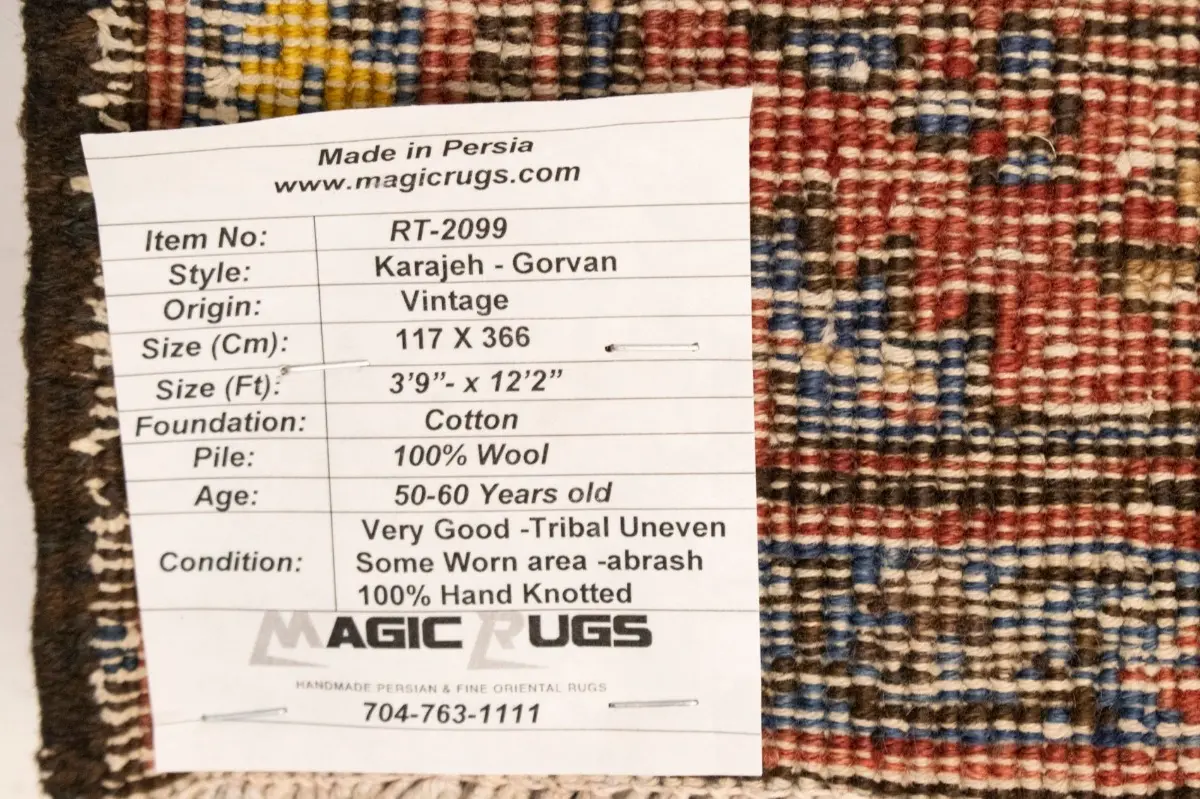 Made in Persia
www.magicrugs.com
Item No: RT-2099
Style: Karajeh - Gorvan
Origin: Vintage
Size (Cm): 117 X 366
Size (Ft): 3'9”- x 12'2”
Foundation: Cotton
Pile: 100% Wool
Age: 50-60 Years old
Very Good -Tribal Uneven
Condition: Some Worn area -abrash
100% Hand Knotted
MAGIC RUGS
HANDMADE PERSIAN & FINE ORIENTAL RUGS
704-763-1111